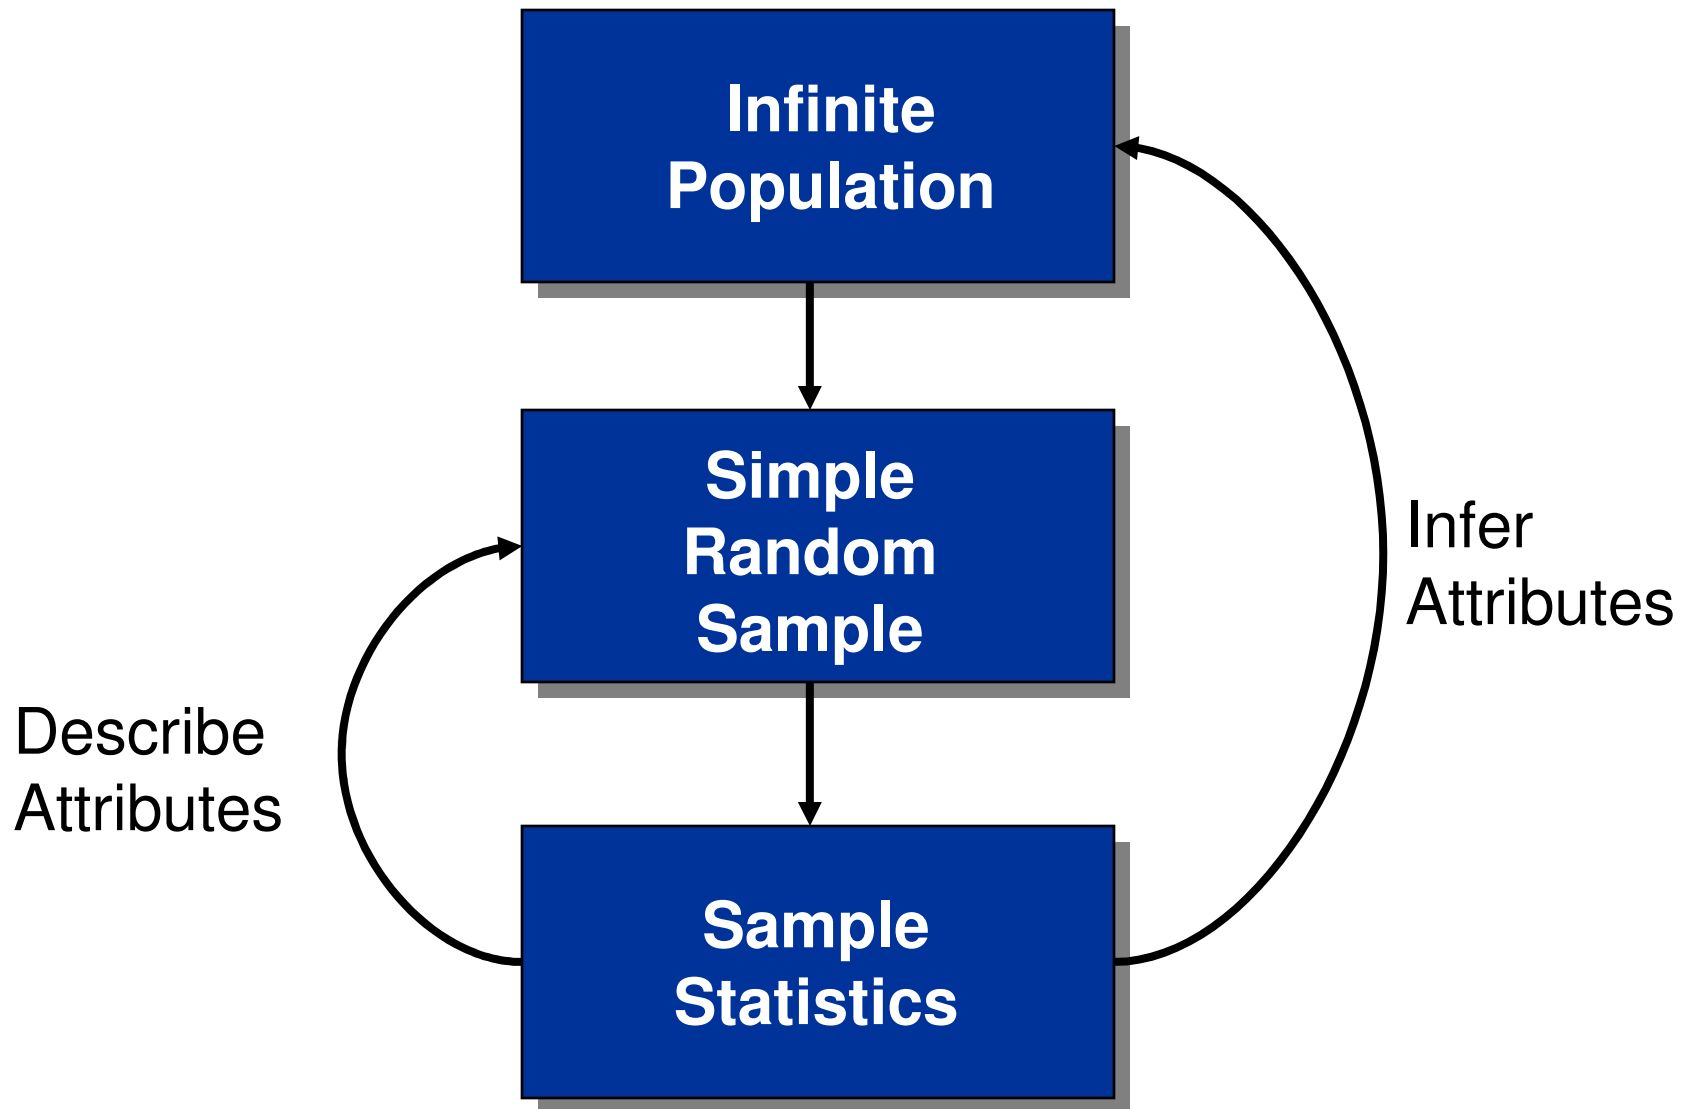 Infinite
Population
Simple
Random
Sample
Infer
Attributes
Describe
Attributes
Sample
Statistics